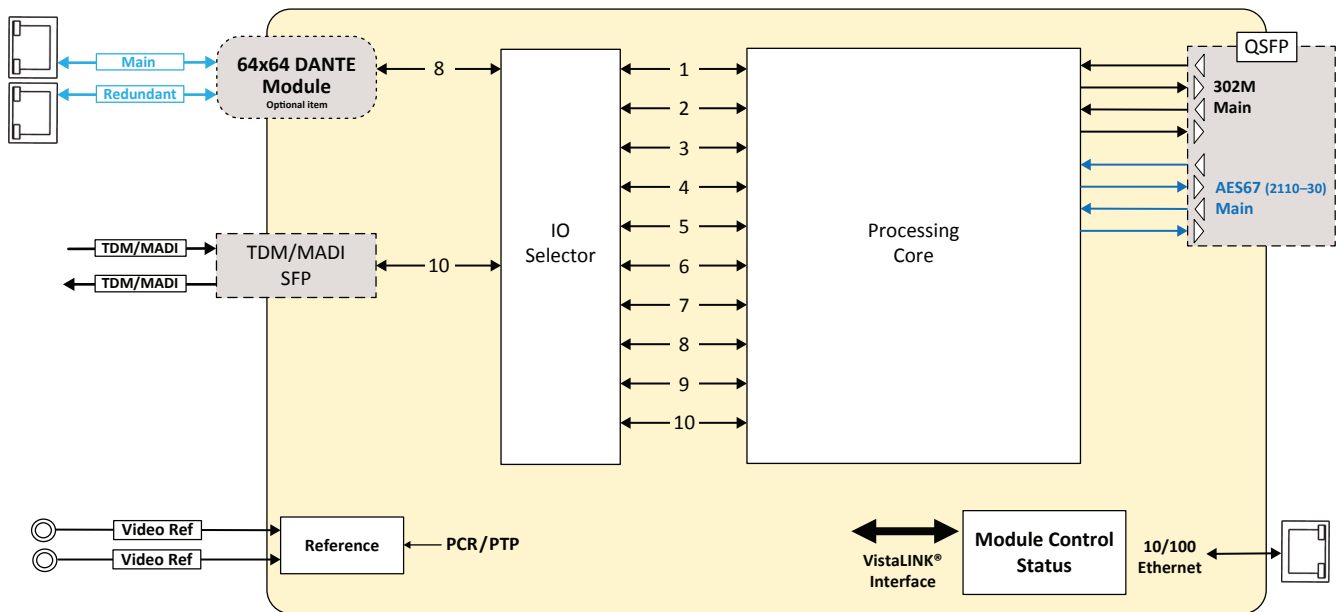 Main
Redundant
64x64 DANTE
Module
Optional item
8
TDM/MADI
TDM/MADI
TDM/MADI
SFP
10
IO
Selector
1
2
3
4
5
6
7
8
9
10
Processing
Core
QSFP
302M
Main
AES67 (2110–30)
Main
Video Ref
Video Ref
Reference
PCR/PTP
VistaLINK®
Interface
Module Control
Status
10/100
Ethernet